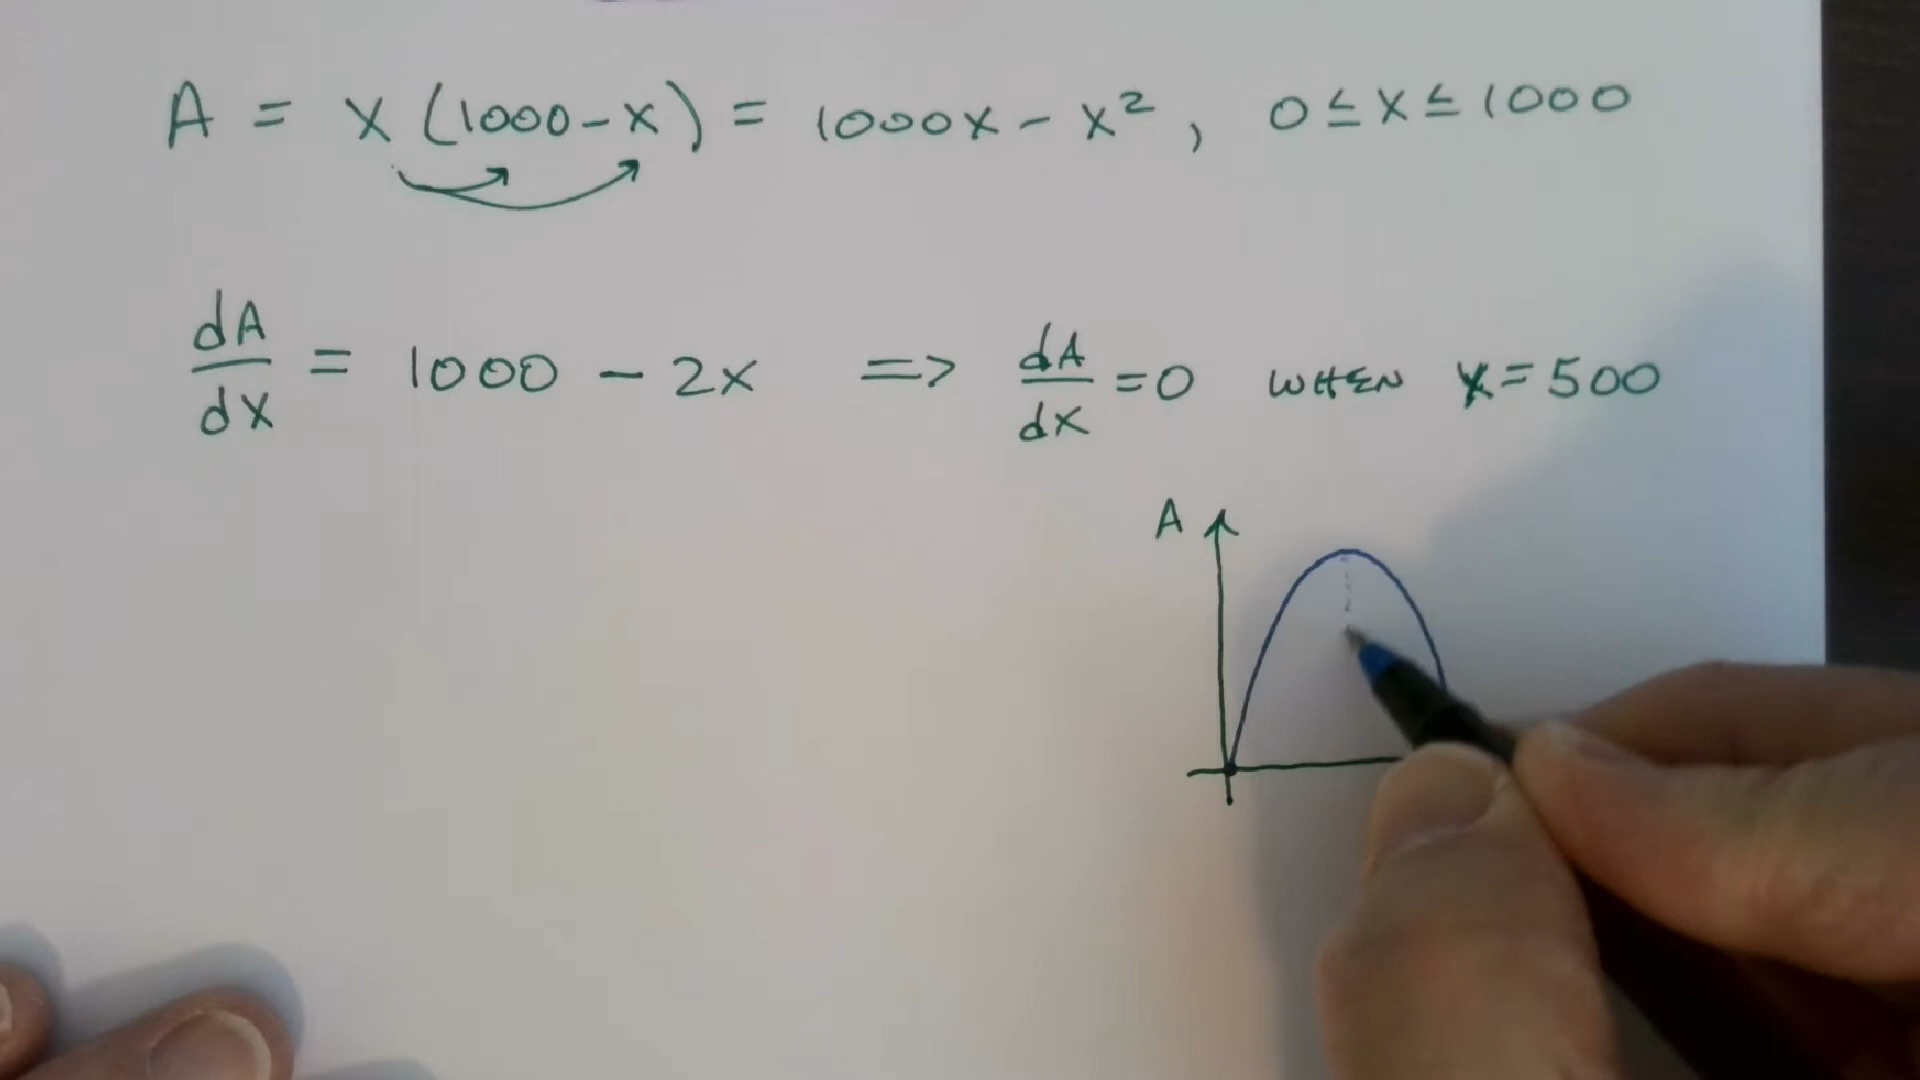 A = x(1000-x) = 1000x - x², 0 ≤ x ≤ 1000
dA/dx = 1000 - 2x => dA/dx = 0 WHEN x = 500
A